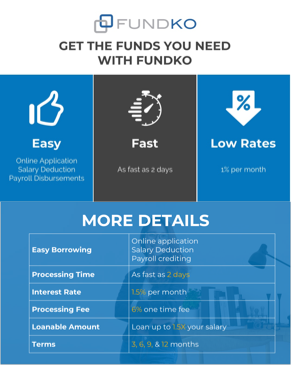 FUNDKO
GET THE FUNDS YOU NEED
WITH FUNDKO
Easy
Online Application
Salary Deduction
Payroll Disbursements
Fast
As fast as 2 days
%
Low Rates
1% per month
MORE DETAILS
Easy Borrowing
Online application
Salary Deduction
Payroll crediting
Processing Time
As fast as 2 days
Interest Rate
1.5% per month
Processing Fee
6% one time fee
Loanable Amount
Loan up to 1.5X your salary
Terms
3, 6, 9, & 12 months